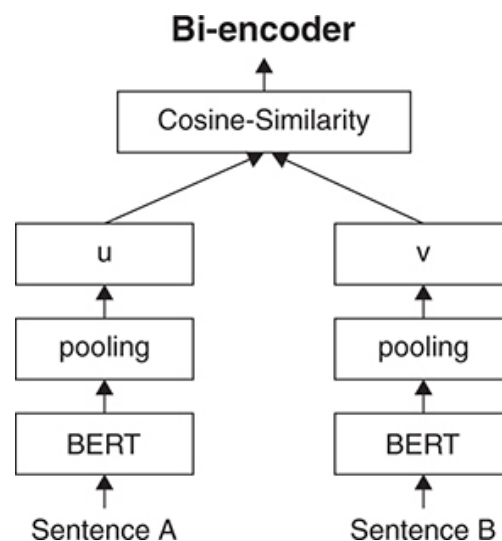 Bi-encoder
Cosine-Similarity
u
v
pooling
pooling
BERT
BERT
Sentence A
Sentence B